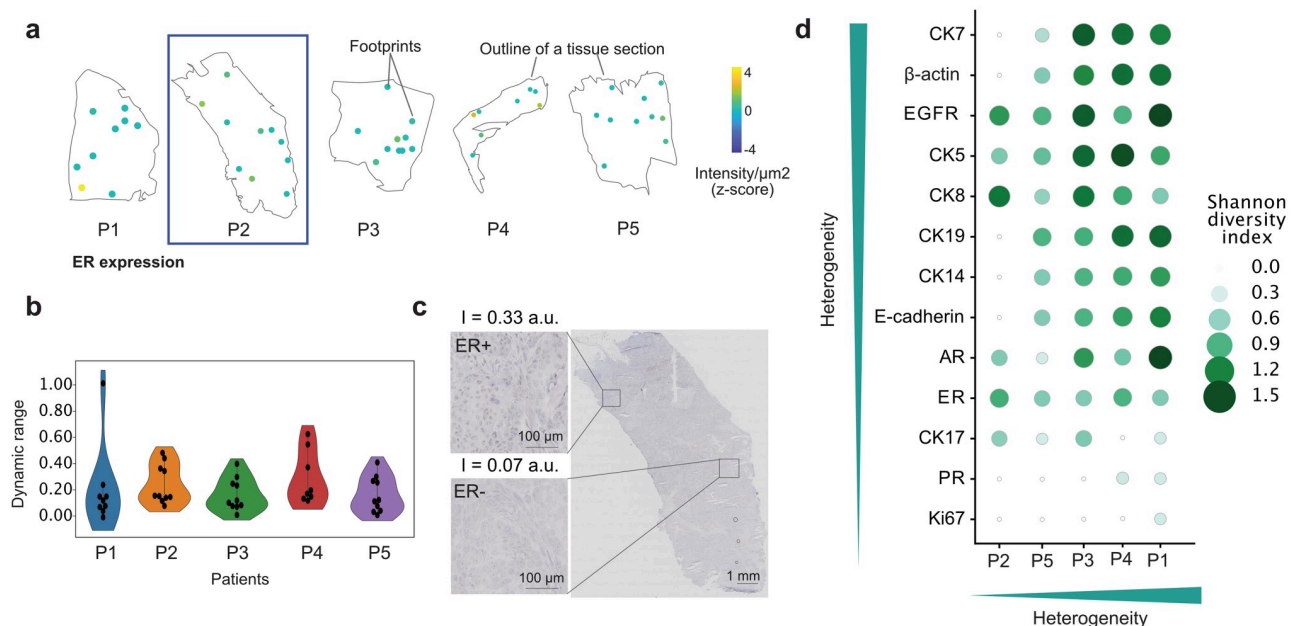 a
Footprints
Outline of a tissue section
4
0
-4
Intensity/µm2
(z-score)
P1
P2
P3
P4
P5
ER expression
b
Dynamic range
1.00
0.80
0.60
0.40
0.20
0.00
P1
P2
P3
P4
P5
Patients
c
I = 0.33 a.u.
ER+
100 µm
I = 0.07 a.u.
ER-
100 µm
1 mm
d
Heterogeneity
CK7
β-actin
EGFR
CK5
CK8
CK19
CK14
E-cadherin
AR
ER
CK17
PR
Ki67
P2
P5
P3
P4
P1
Heterogeneity
Shannon
diversity
index
0.0
0.3
0.6
0.9
1.2
1.5